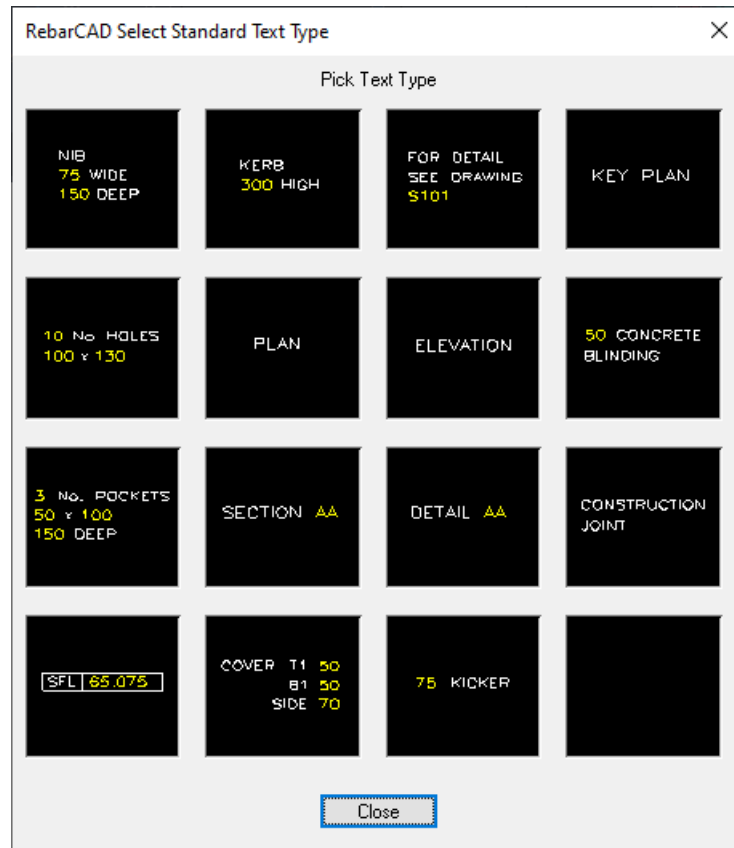 RebarCAD Select Standard Text Type
Pick Text Type
NIB
75 WIDE
150 DEEP
KERB
300 HIGH
FOR DETAIL
SEE DRAWING
S101
KEY PLAN
10 No HOLES
100 x 130
PLAN
ELEVATION
50 CONCRETE
BLINDING
3 No. POCKETS
50 x 100
150 DEEP
SECTION AA
DETAIL AA
CONSTRUCTION
JOINT
SFL 65.075
COVER T1 50
B1 50
SIDE 70
75 KICKER
Close